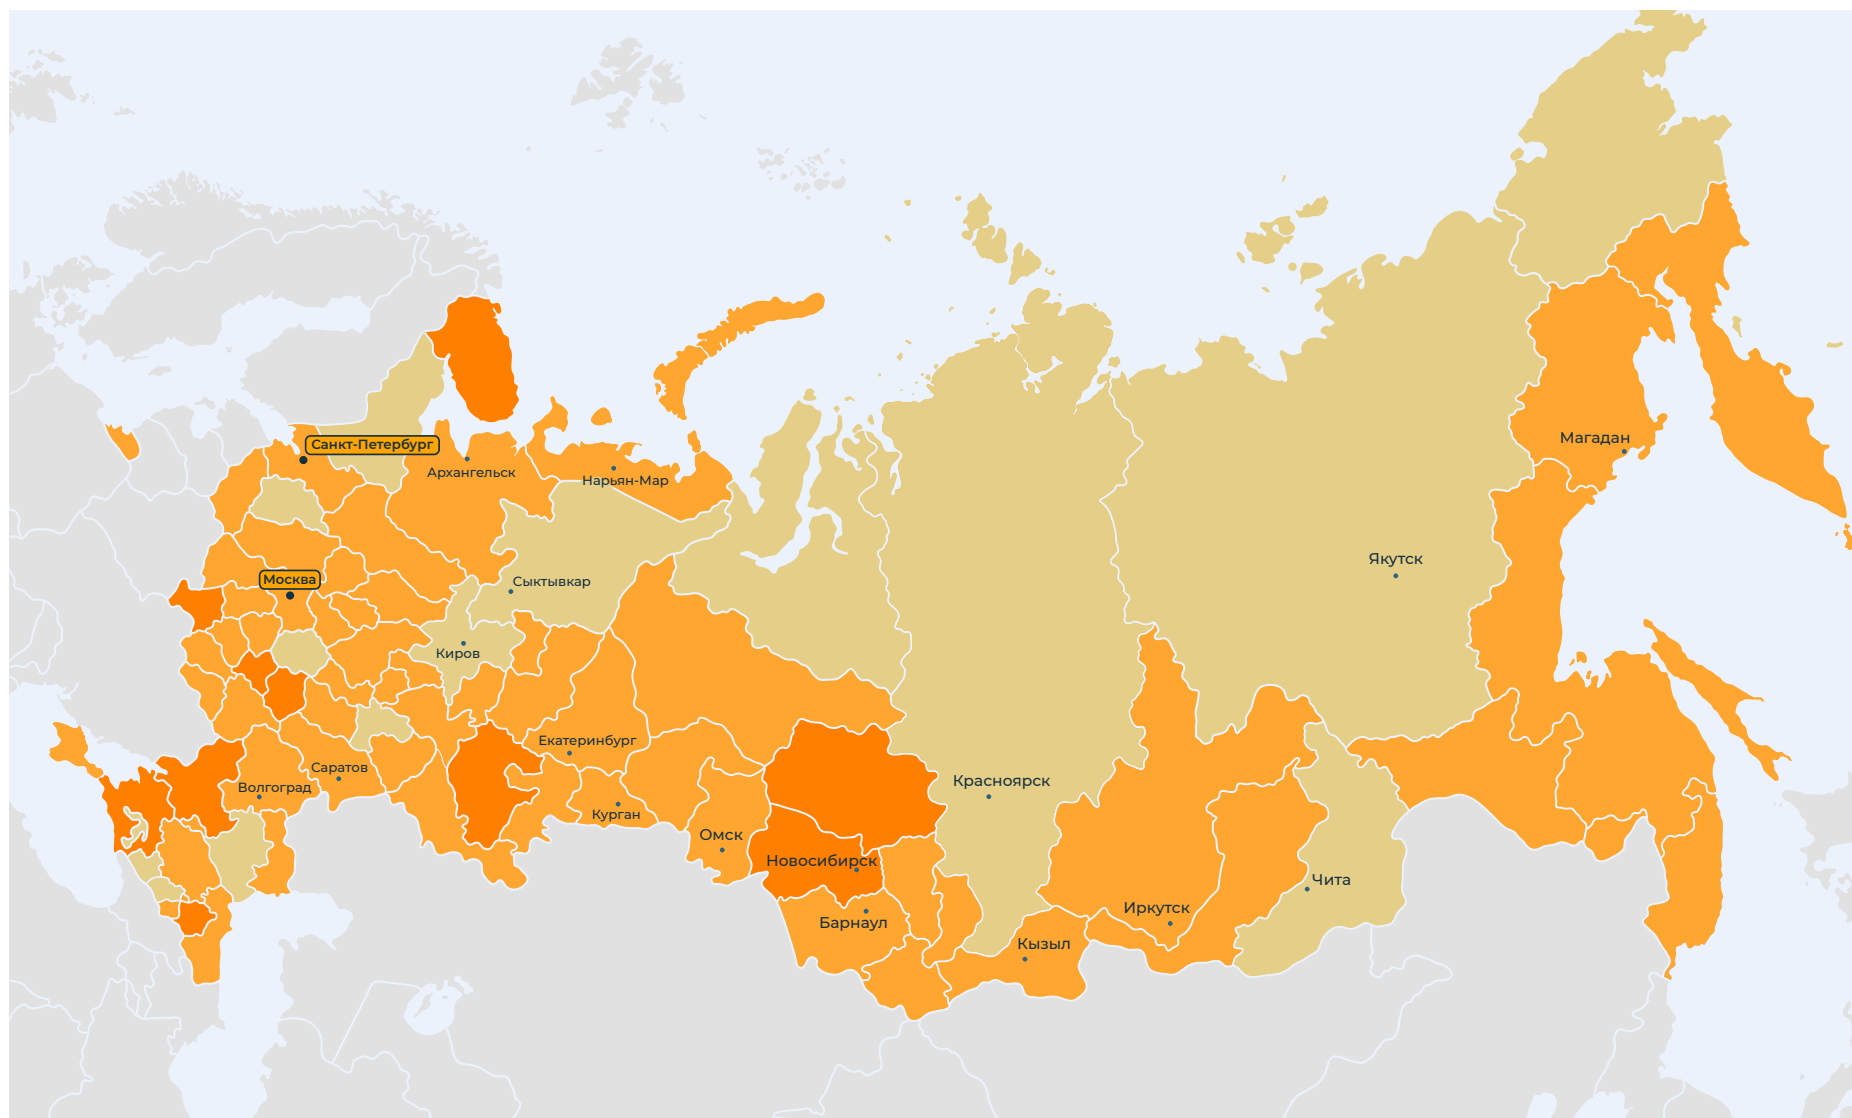 Санкт-Петербург
Магадан
Архангельск
Нарьян-Мар
Якутск
Москва
Сыктывкар
Киров
Екатеринбург
Саратов
Красноярск
Волгоград
Курган
Омск
Новосибирск
Чита
Иркутск
Барнаул
Кызыл